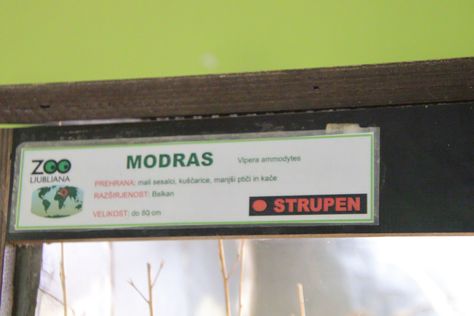 ZOO
LJUBLJANA
MODRAS
Vipera ammodytes
PREHRANA: mali sesalci, kuščarice, manjši ptiči in kače
RAZŠIRJENOST: Balkan
VELIKOST: do 80 cm
STRUPEN